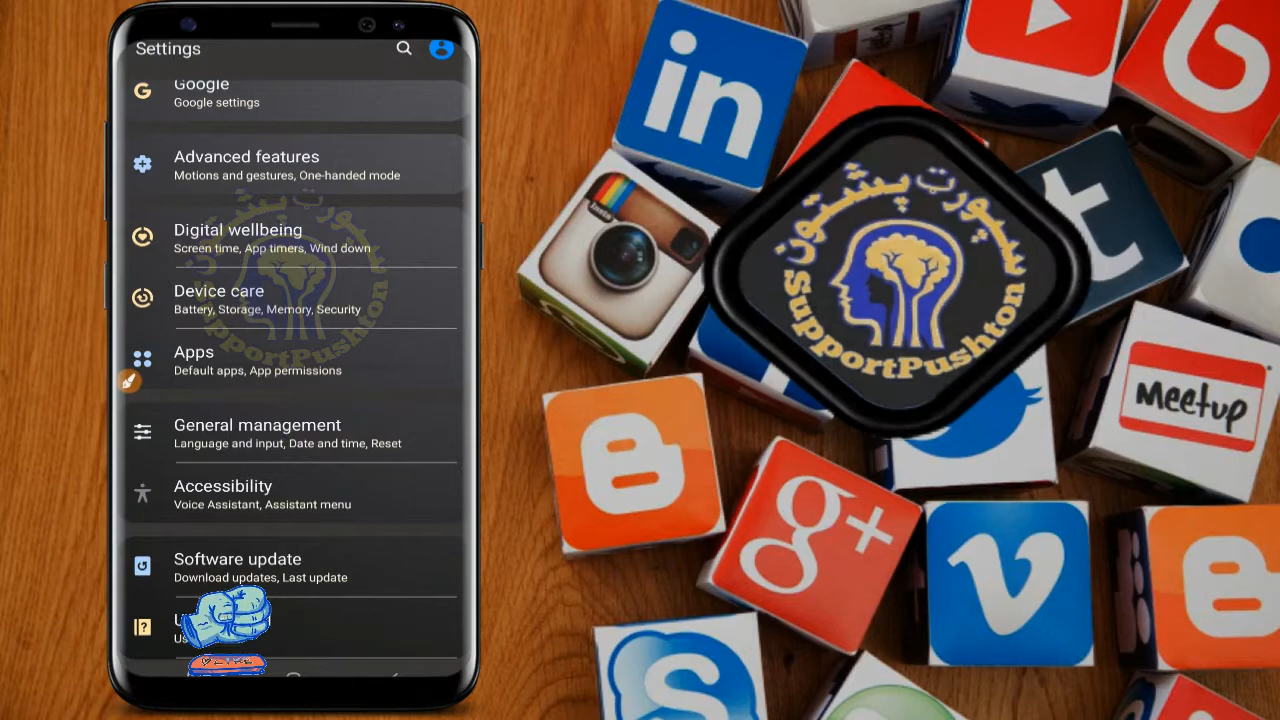 Settings
Google
Google settings
Advanced features
Motions and gestures, One-handed mode
Digital wellbeing
Screen time, App timers, Wind down
Device care
Battery, Storage, Memory, Security
Apps
Default apps, App permissions
General management
Language and input, Date and time, Reset
Accessibility
Voice Assistant, Assistant menu
Software update
Download updates, Last update
in
Insta
سپورټ پښتون
SupportPushton
t
meetup
g+
v
S